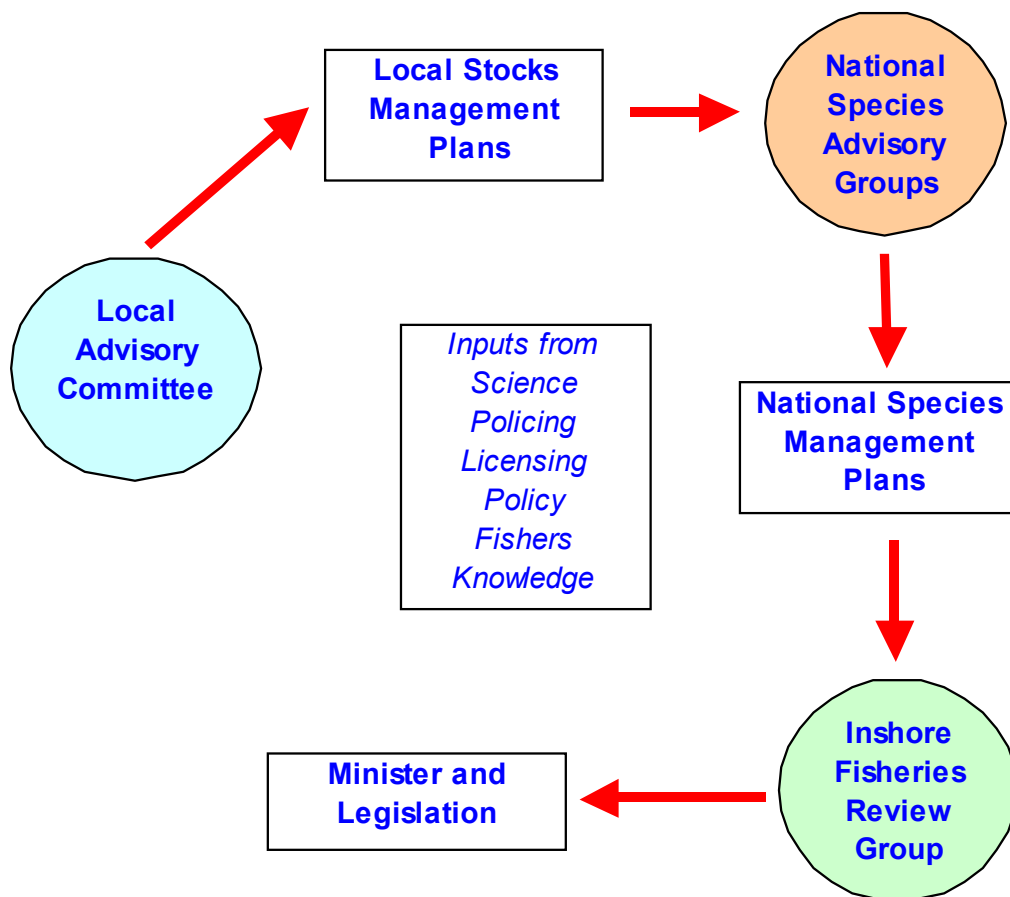 Local Stocks
Management
Plans
National
Species
Advisory
Groups
Local
Advisory
Committee
Inputs from
Science
Policing
Licensing
Policy
Fishers
Knowledge
National Species
Management
Plans
Inshore
Fisheries
Review
Group
Minister and
Legislation